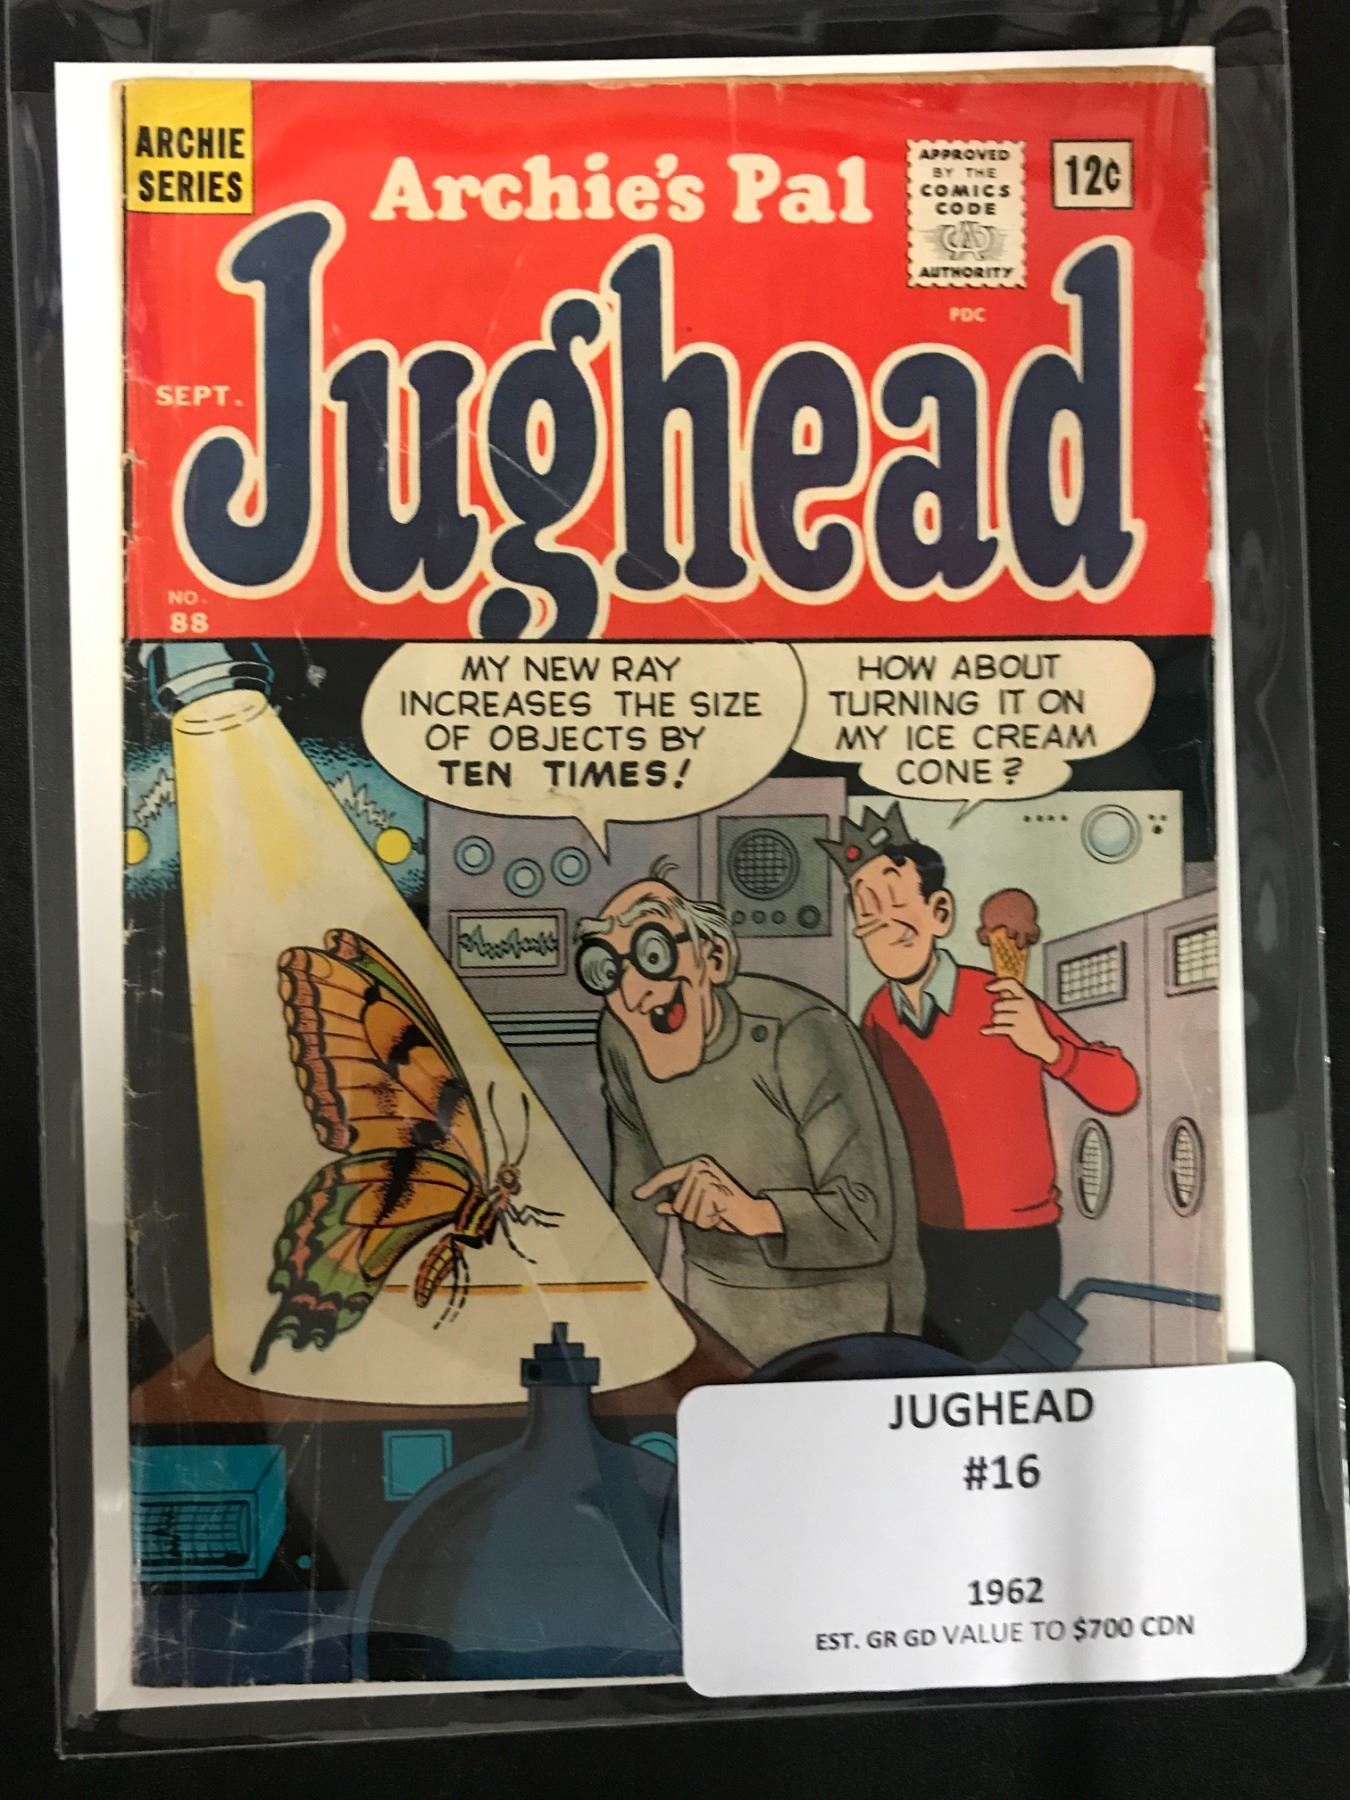 ARCHIE
SERIES
Archie's Pal
APPROVED
BY THE
COMICS
CODE
CA
AUTHORITY
12¢
PDC
Jughead
SEPT.
NO.
88
MY NEW RAY
INCREASES THE SIZE
OF OBJECTS BY
TEN TIMES!
HOW ABOUT
TURNING IT ON
MY ICE CREAM
CONE?
JUGHEAD
#16
1962
EST. GR GD VALUE TO $700 CDN